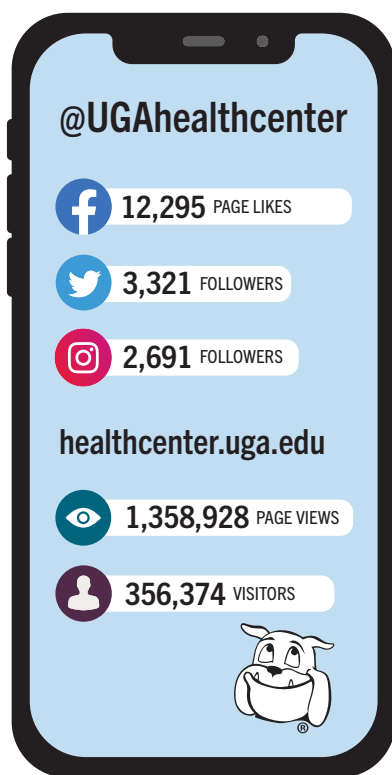 @UGAhealthcenter
12,295 PAGE LIKES
3,321 FOLLOWERS
2,691 FOLLOWERS
healthcenter.uga.edu
1,358,928 PAGE VIEWS
356,374 VISITORS
®